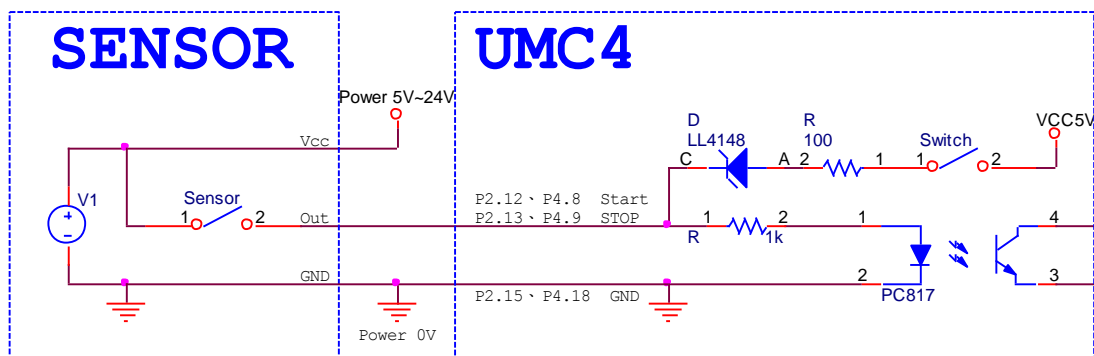 SENSOR
UMC4
Power 5V~24V
VCC5V
D
LL4148
R
100
Switch
Vcc
C
A
2
1
1
2
V1
Sensor
1
2
Out
P2.12、P4.8 Start
P2.13、P4.9 STOP
1
2
R
1k
1
4
GND
P2.15、P4.18 GND
2
3
PC817
Power 0V